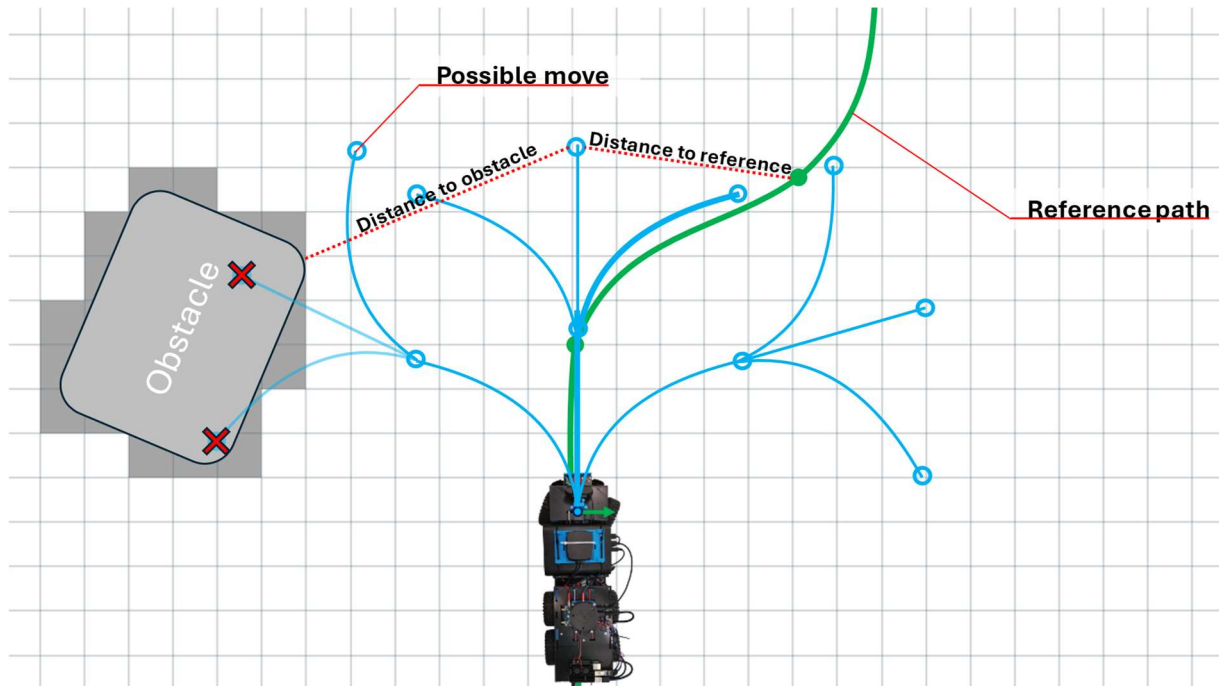 Possible move
Distance to obstacle
Distance to reference
Reference path
Obstacle